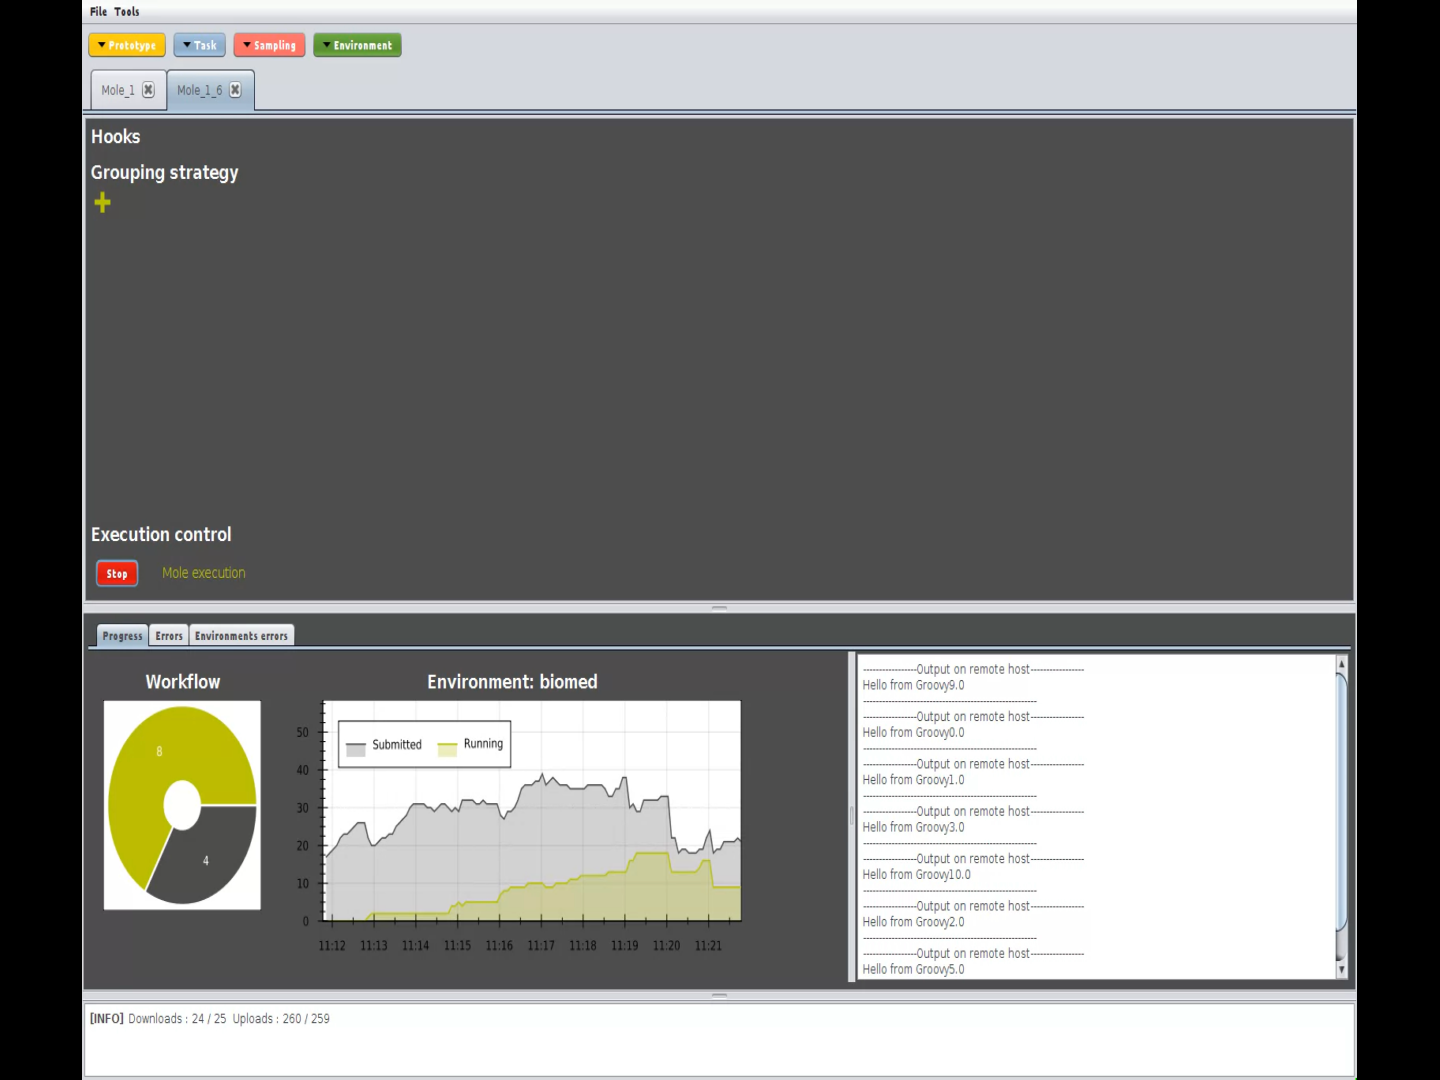 File Tools
Prototype Task Sampling Environment
Mole_1 Mole_1_6
Hooks
Grouping strategy
Execution control
Stop Mole execution
Progress Errors Environments errors
Workflow
8
4
Environment: biomed
Submitted Running
50
40
30
20
10
0
11:12 11:13 11:14 11:15 11:16 11:17 11:18 11:19 11:20 11:21
----------------Output on remote host----------------
Hello from Groovy9.0
----------------------------------------------------
----------------Output on remote host----------------
Hello from Groovy0.0
----------------------------------------------------
----------------Output on remote host----------------
Hello from Groovy1.0
----------------------------------------------------
----------------Output on remote host----------------
Hello from Groovy3.0
----------------------------------------------------
----------------Output on remote host----------------
Hello from Groovy10.0
----------------------------------------------------
----------------Output on remote host----------------
Hello from Groovy2.0
----------------------------------------------------
----------------Output on remote host----------------
Hello from Groovy5.0
[INFO] Downloads : 24 / 25 Uploads : 260 / 259